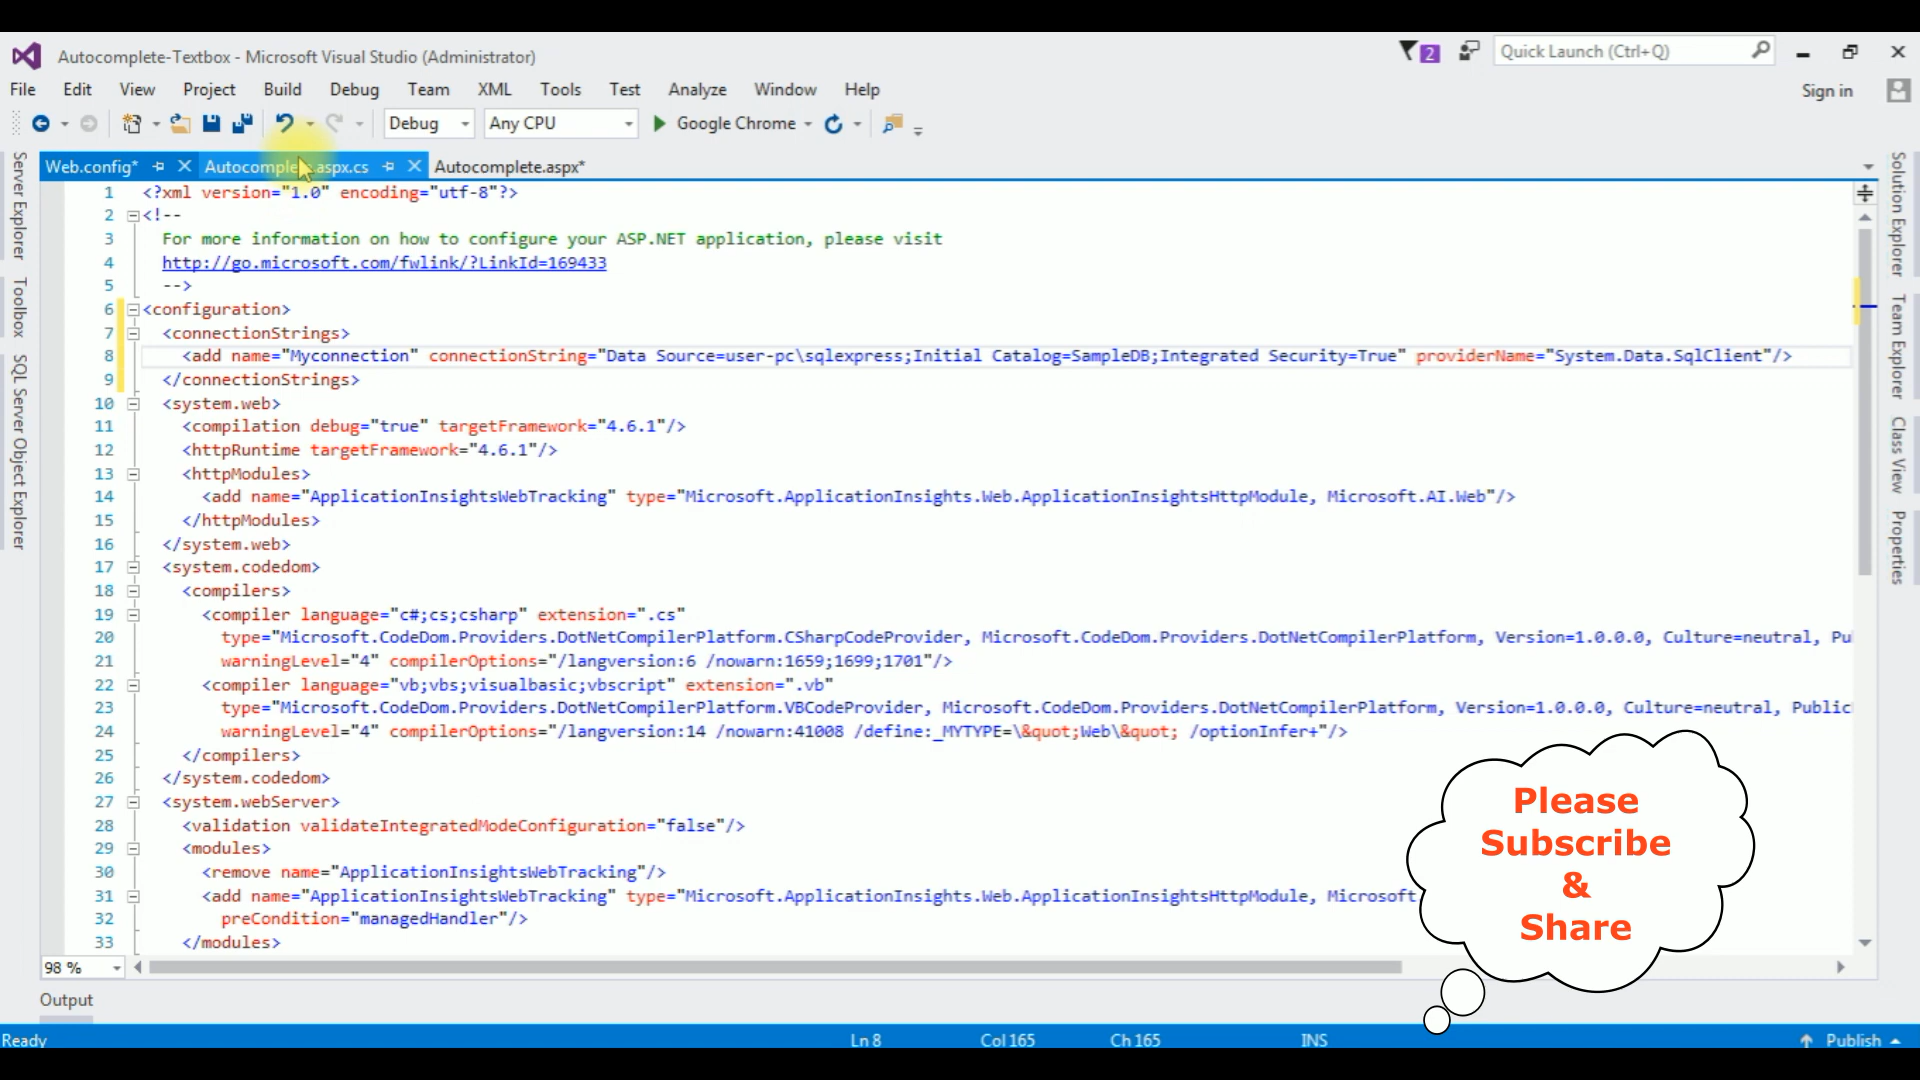 Autocomplete-Textbox - Microsoft Visual Studio (Administrator)
2
Quick Launch (Ctrl+Q)
File Edit View Project Build Debug Team XML Tools Test Analyze Window Help
Sign in
Debug Any CPU Google Chrome
Web.config* Autocomplete.aspx.cs Autocomplete.aspx*
Server Explorer
Toolbox
SQL Server Object Explorer
Solution Explorer
Team Explorer
Class View
Properties
1 <?xml version="1.0" encoding="utf-8"?>
2 <!--
3 For more information on how to configure your ASP.NET application, please visit
4 http://go.microsoft.com/fwlink/?LinkId=169433
5 -->
6 <configuration>
7 <connectionStrings>
8 <add name="Myconnection" connectionString="Data Source=user-pc\sqlexpress;Initial Catalog=SampleDB;Integrated Security=True" providerName="System.Data.SqlClient"/>
9 </connectionStrings>
10 <system.web>
11 <compilation debug="true" targetFramework="4.6.1"/>
12 <httpRuntime targetFramework="4.6.1"/>
13 <httpModules>
14 <add name="ApplicationInsightsWebTracking" type="Microsoft.ApplicationInsights.Web.ApplicationInsightsHttpModule, Microsoft.AI.Web"/>
15 </httpModules>
16 </system.web>
17 <system.codedom>
18 <compilers>
19 <compiler language="c#;cs;csharp" extension=".cs"
20 type="Microsoft.CodeDom.Providers.DotNetCompilerPlatform.CSharpCodeProvider, Microsoft.CodeDom.Providers.DotNetCompilerPlatform, Version=1.0.0.0, Culture=neutral, Pu
21 warningLevel="4" compilerOptions="/langversion:6 /nowarn:1659;1699;1701"/>
22 <compiler language="vb;vbs;visualbasic;vbscript" extension=".vb"
23 type="Microsoft.CodeDom.Providers.DotNetCompilerPlatform.VBCodeProvider, Microsoft.CodeDom.Providers.DotNetCompilerPlatform, Version=1.0.0.0, Culture=neutral, Public
24 warningLevel="4" compilerOptions="/langversion:14 /nowarn:41008 /define:_MYTYPE=\&quot;Web\&quot; /optionInfer+"/>
25 </compilers>
26 </system.codedom>
27 <system.webServer>
28 <validation validateIntegratedModeConfiguration="false"/>
29 <modules>
30 <remove name="ApplicationInsightsWebTracking"/>
31 <add name="ApplicationInsightsWebTracking" type="Microsoft.ApplicationInsights.Web.ApplicationInsightsHttpModule, Microsoft
32 preCondition="managedHandler"/>
33 </modules>
Please
Subscribe
&
Share
98 %
Output
Ready Ln 8 Col 165 Ch 165 INS Publish